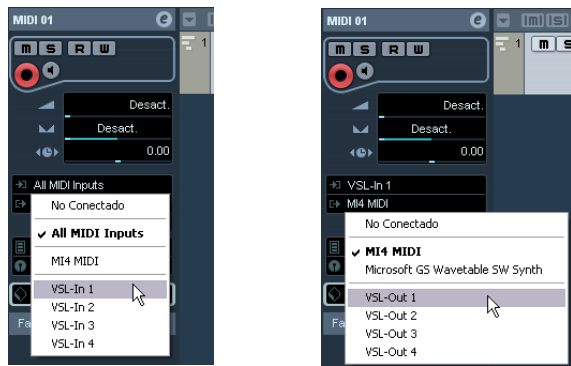 MIDI 01 e
m S R W 1
Desact.
Desact.
0.00
All MIDI Inputs
No Conectado
✓ All MIDI Inputs
MI4 MIDI
VSL-In 1
VSL-In 2
VSL-In 3
VSL-In 4
Fa
MIDI 01 e m S
m S R W 1 m S
Desact.
Desact.
0.00
VSL-In 1
MI4 MIDI
No Conectado
✓ MI4 MIDI
Microsoft GS Wavetable SW Synth
VSL-Out 1
VSL-Out 2
VSL-Out 3
VSL-Out 4
Fa